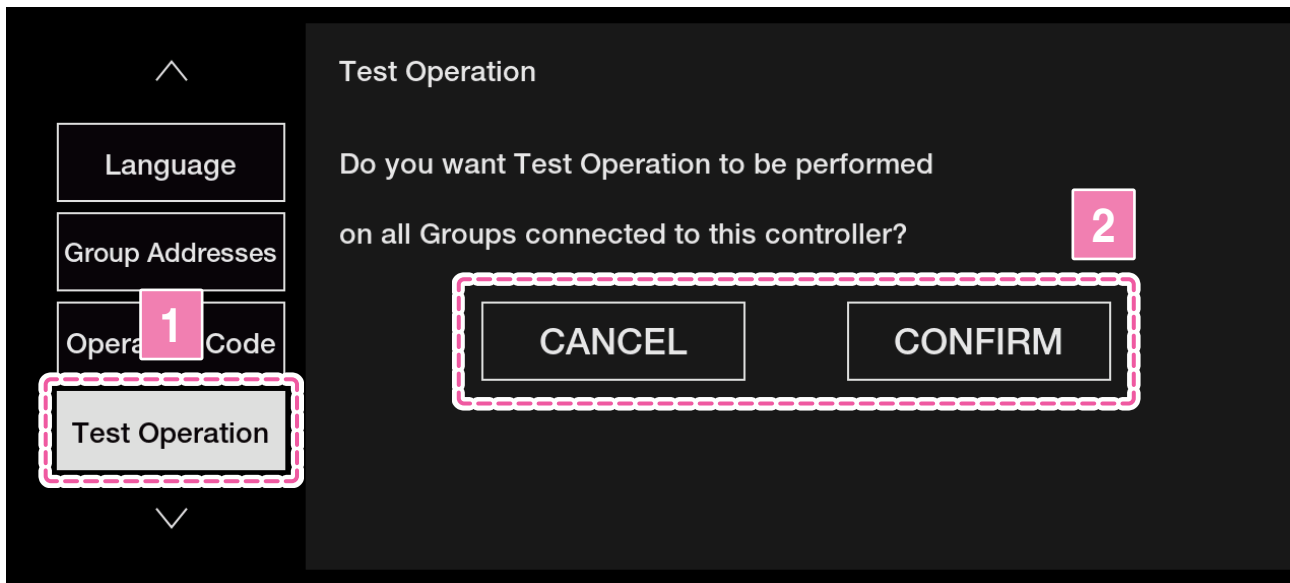 Test Operation
Language
Group Addresses
1
Opera Code
Test Operation
Do you want Test Operation to be performed
on all Groups connected to this controller?
2
CANCEL
CONFIRM